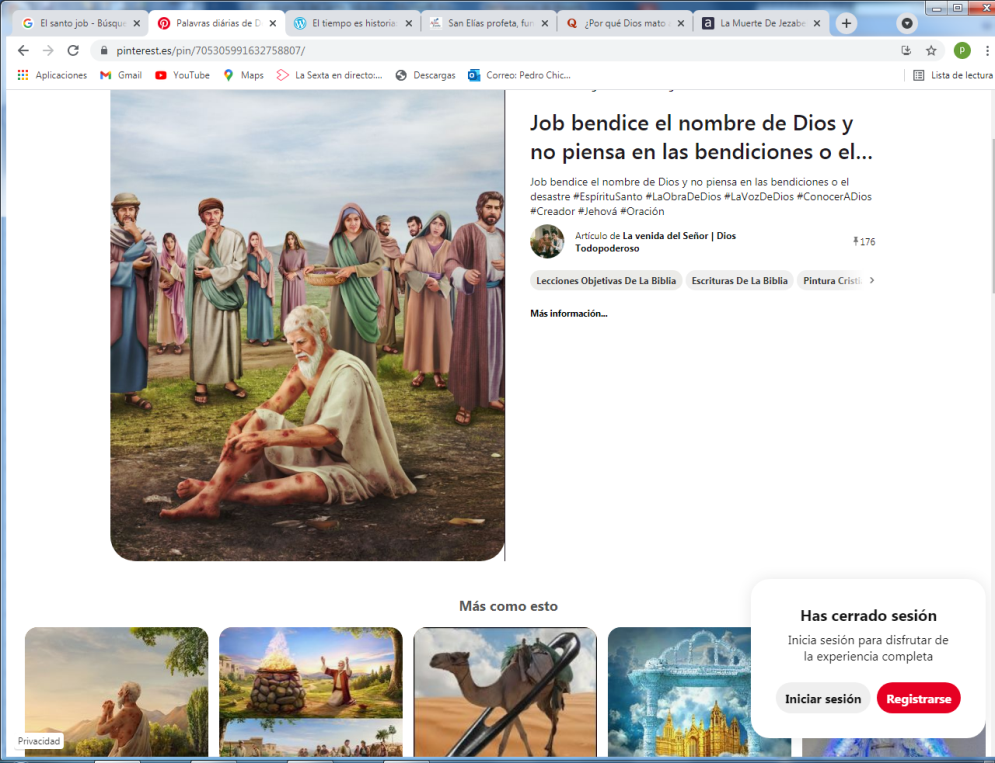 El santo job - Búsqu
Palavras diárias de D
El tiempo es historia
San Elías profeta, fun
¿Por qué Dios mato
La Muerte De Jezabe
pinterest.es/pin/705305991632758807/
P
Aplicaciones
Gmail
YouTube
Maps
La Sexta en directo:...
Descargas
Correo: Pedro Chic...
Lista de lectura
Job bendice el nombre de Dios y
no piensa en las bendiciones o el...
Job bendice el nombre de Dios y no piensa en las bendiciones o el
desastre #EspírituSanto #LaObraDeDios #LaVozDeDios #ConocerADios
#Creador #Jehová #Oración
Artículo de La venida del Señor | Dios
Todopoderoso
176
Lecciones Objetivas De La Biblia
Escrituras De La Biblia
Pintura Cristi
Más información...
Más como esto
Has cerrado sesión
Inicia sesión para disfrutar de
la experiencia completa
Iniciar sesión
Registrarse
Privacidad